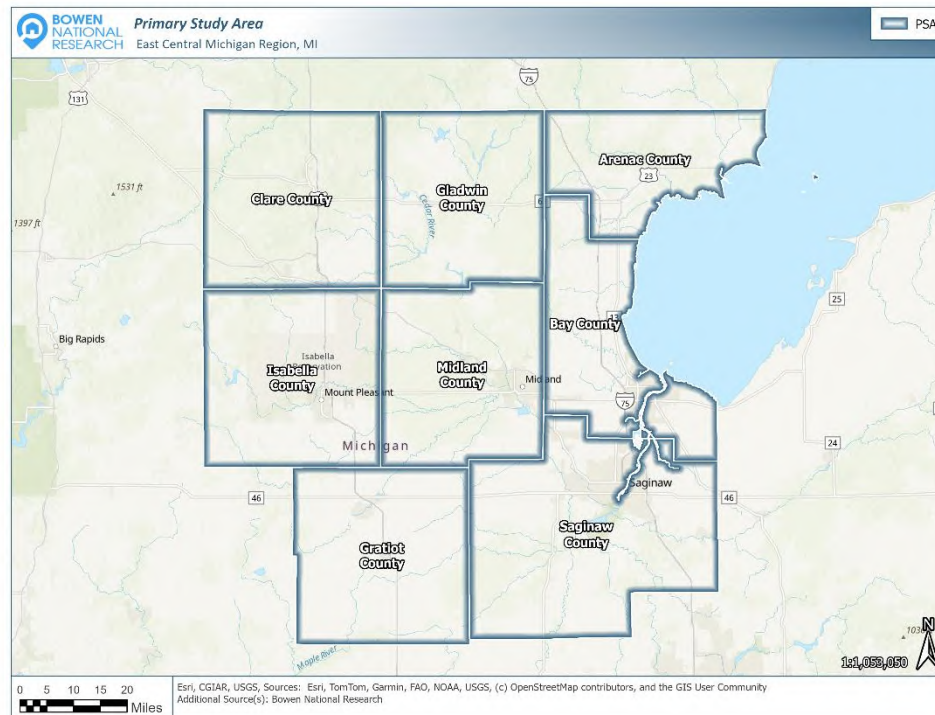 BOWEN
NATIONAL
RESEARCH
Primary Study Area
East Central Michigan Region, MI
PSA
75
131
Arenac County
23
1531 ft
Clare County
Gladwin
County
Cedar River
1397 ft
25
13
Bay County
Big Rapids
Isabella
Reservation
Isabella
County
Mount Pleasant
Midland
County
Midland
75
Michigan
24
46
Saginaw
46
Saginaw
County
Gratiot
County
Maple River
N
1:1,053,050
0 5 10 15 20
Miles
Esri, CGIAR, USGS, Sources: Esri, TomTom, Garmin, FAO, NOAA, USGS, (c) OpenStreetMap contributors, and the GIS User Community
Additional Source(s): Bowen National Research